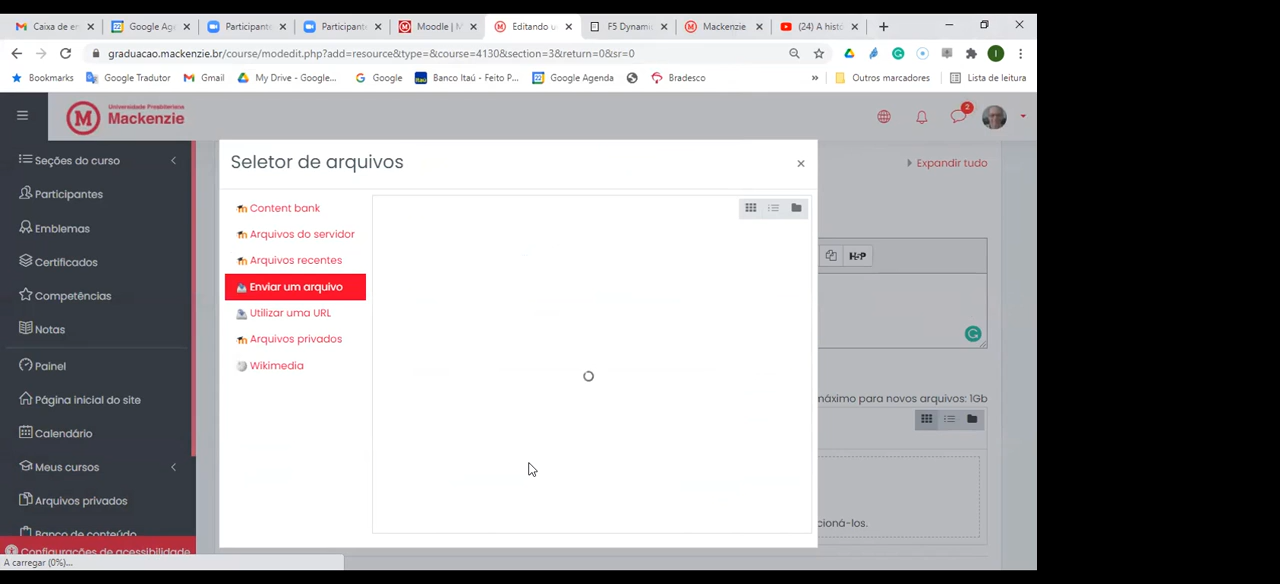 Caixa de en
Google Age
Participante
Participante
Moodle | M
Editando u
F5 Dynami
Mackenzie
(24) A histó
graduacao.mackenzie.br/course/modedit.php?add=resource&type=&course=4130&section=3&return=0&sr=0
Bookmarks
Google Tradutor
Gmail
My Drive - Google...
Google
Banco Itaú - Feito P...
Google Agenda
Bradesco
»
Outros marcadores
Lista de leitura
Universidade Presbiteriana
Mackenzie
2
Seções do curso
Participantes
Emblemas
Certificados
Competências
Notas
Painel
Página inicial do site
Calendário
Meus cursos
Arquivos privados
Banco de conteúdo
Configurações de acessibilidade
A carregar (0%)...
Seletor de arquivos
Content bank
Arquivos do servidor
Arquivos recentes
Enviar um arquivo
Utilizar uma URL
Arquivos privados
Wikimedia
Expandir tudo
H-P
máximo para novos arquivos: 1Gb
cioná-los.